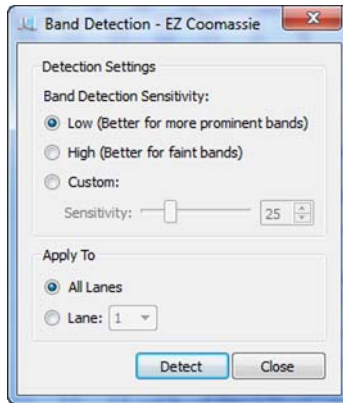 Band Detection - EZ Coomassie
Detection Settings
Band Detection Sensitivity:
Low (Better for more prominent bands)
High (Better for faint bands)
Custom:
Sensitivity: 25
Apply To
All Lanes
Lane: 1
Detect Close